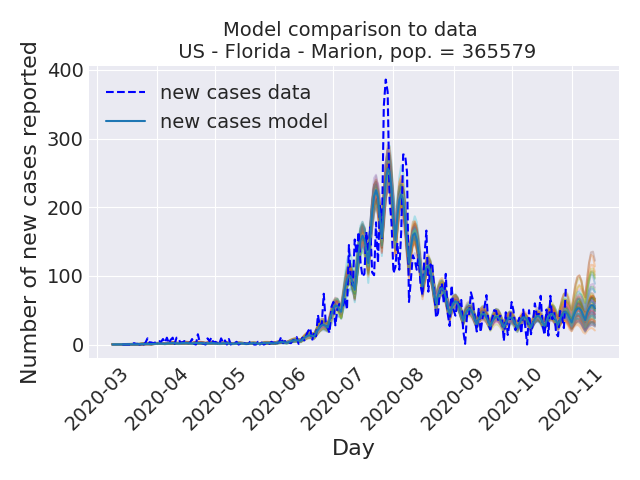 Model comparison to data
US - Florida - Marion, pop. = 365579
Number of new cases reported
400
300
200
100
0
new cases data
new cases model
2020-03
2020-04
2020-05
2020-06
2020-07
2020-08
2020-09
2020-10
2020-11
Day